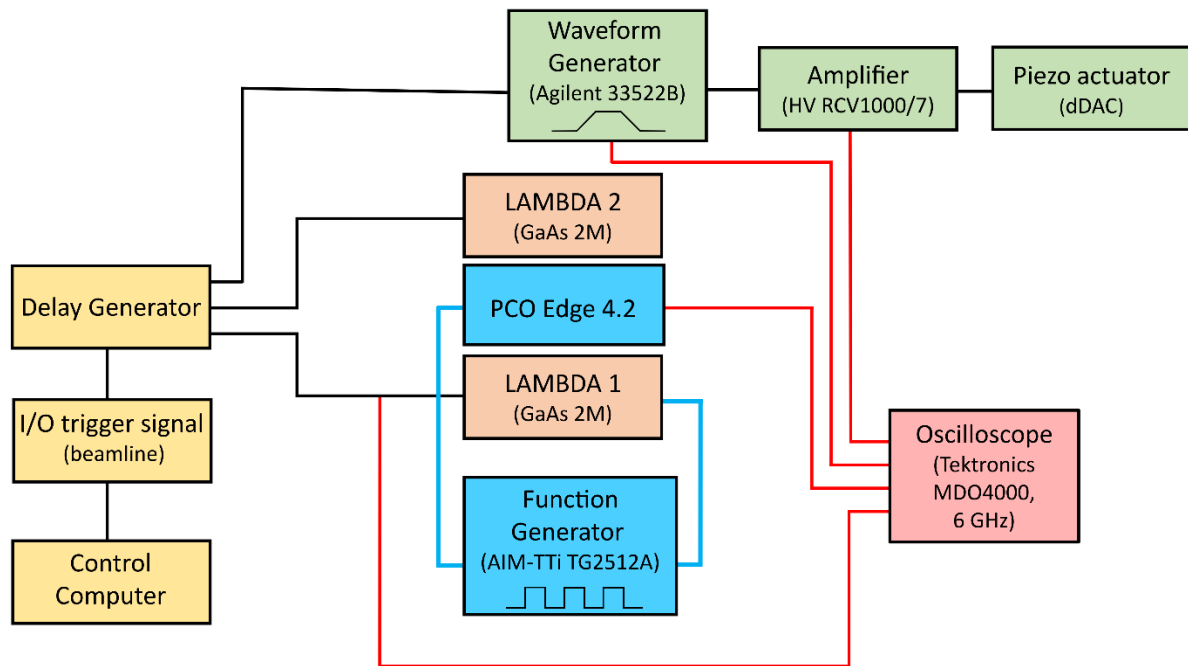 Waveform
Generator
(Agilent 33522B)
Amplifier
(HV RCV1000/7)
Piezo actuator
(dDAC)
LAMBDA 2
(GaAs 2M)
Delay Generator
PCO Edge 4.2
LAMBDA 1
(GaAs 2M)
I/O trigger signal
(beamline)
Oscilloscope
(Tektronics
MDO4000,
6 GHz)
Function
Generator
(AIM-TTi TG2512A)
Control
Computer